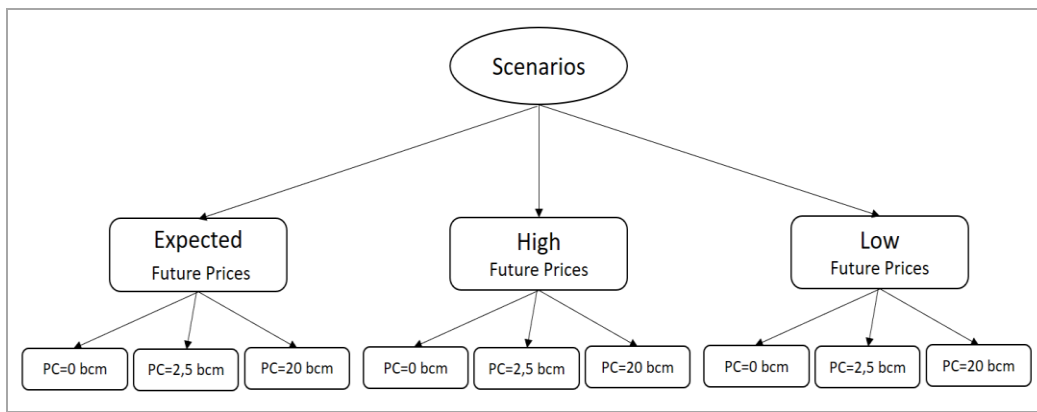 Scenarios
Expected
Future Prices
High
Future Prices
Low
Future Prices
PC=0 bcm
PC=2,5 bcm
PC=20 bcm
PC=0 bcm
PC=2,5 bcm
PC=20 bcm
PC=0 bcm
PC=2,5 bcm
PC=20 bcm